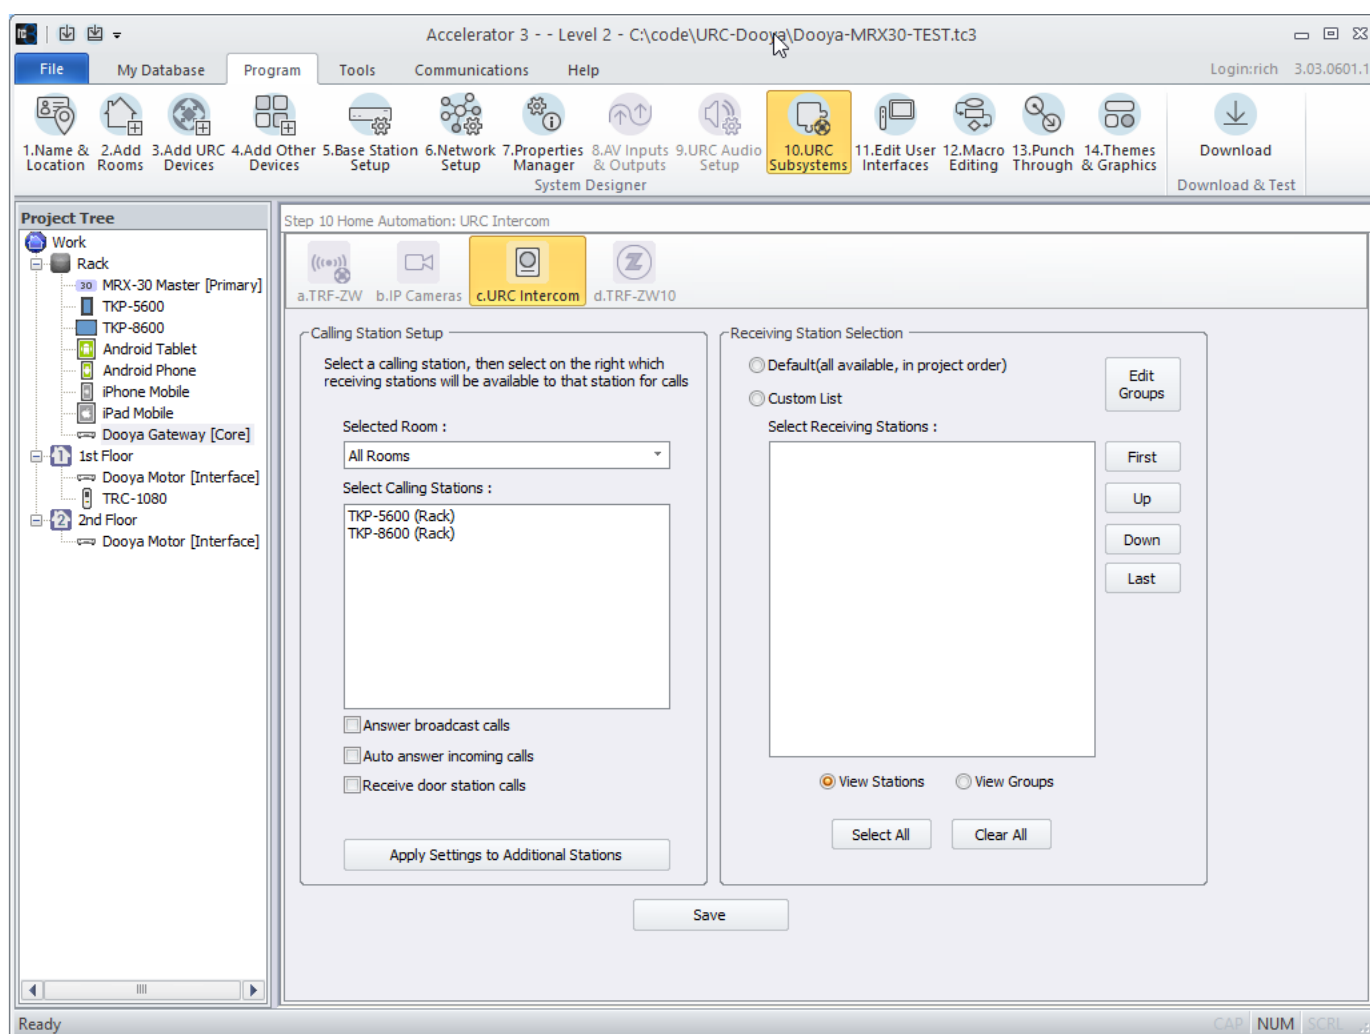 Accelerator 3 - - Level 2 - C:\code\URC-Dooya\Dooya-MRX30-TEST.tc3
File My Database Program Tools Communications Help Login:rich 3.03.0601.1
1.Name & Location
2.Add Rooms
3.Add URC Devices
4.Add Other Devices
5.Base Station Setup
6.Network Setup
7.Properties Manager
8.AV Inputs & Outputs
9.URC Audio Setup
10.URC Subsystems
11.Edit User Interfaces
12.Macro Editing
13.Punch Through
14.Themes & Graphics
Download
System Designer
Download & Test
Project Tree
Work
Rack
30 MRX-30 Master [Primary]
TKP-5600
TKP-8600
Android Tablet
Android Phone
iPhone Mobile
iPad Mobile
Dooya Gateway [Core]
1 1st Floor
Dooya Motor [Interface]
TRC-1080
2 2nd Floor
Dooya Motor [Interface]
Step 10 Home Automation: URC Intercom
a.TRF-ZW b.IP Cameras c.URC Intercom d.TRF-ZW10
Calling Station Setup
Select a calling station, then select on the right which
receiving stations will be available to that station for calls
Selected Room :
All Rooms
Select Calling Stations :
TKP-5600 (Rack)
TKP-8600 (Rack)
Answer broadcast calls
Auto answer incoming calls
Receive door station calls
Apply Settings to Additional Stations
Receiving Station Selection
Default(all available, in project order)
Custom List
Edit
Groups
Select Receiving Stations :
First
Up
Down
Last
View Stations View Groups
Select All Clear All
Save
Ready
CAP NUM SCRL